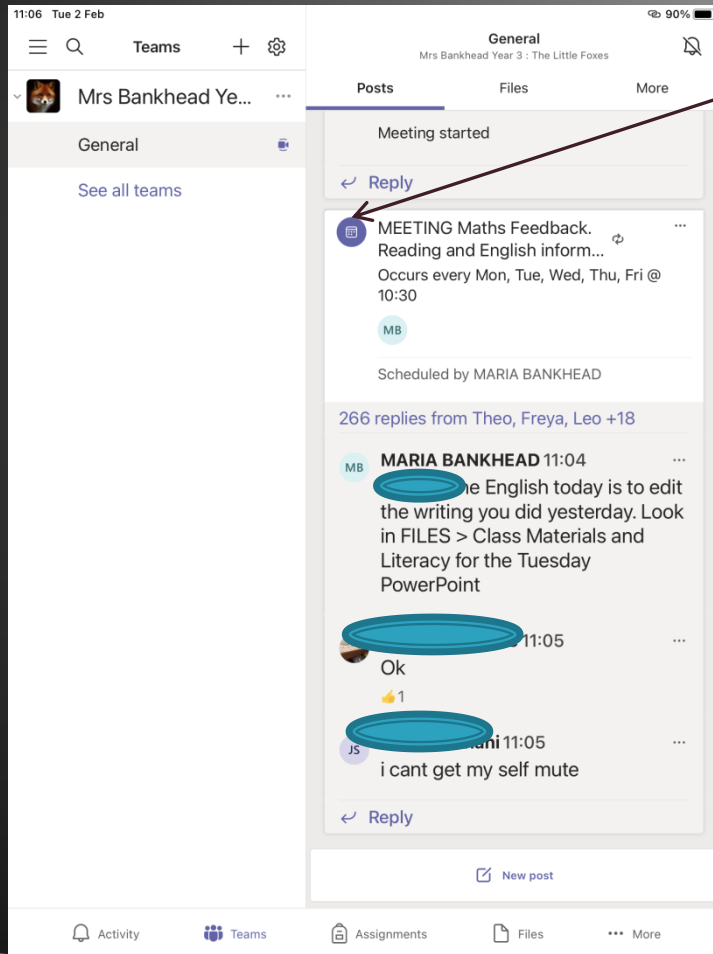 11:06 Tue 2 Feb
90%
Teams
Mrs Bankhead Ye...
General
See all teams
General
Mrs Bankhead Year 3 : The Little Foxes
Posts Files More
Meeting started
Reply
MEETING Maths Feedback.
Reading and English inform...
Occurs every Mon, Tue, Wed, Thu, Fri @
10:30
MB
Scheduled by MARIA BANKHEAD
266 replies from Theo, Freya, Leo +18
MB MARIA BANKHEAD 11:04
English today is to edit
the writing you did yesterday. Look
in FILES > Class Materials and
Literacy for the Tuesday
PowerPoint
11:05
Ok
👍1
JS 11:05
i cant get my self mute
Reply
New post
Activity Teams Assignments Files More